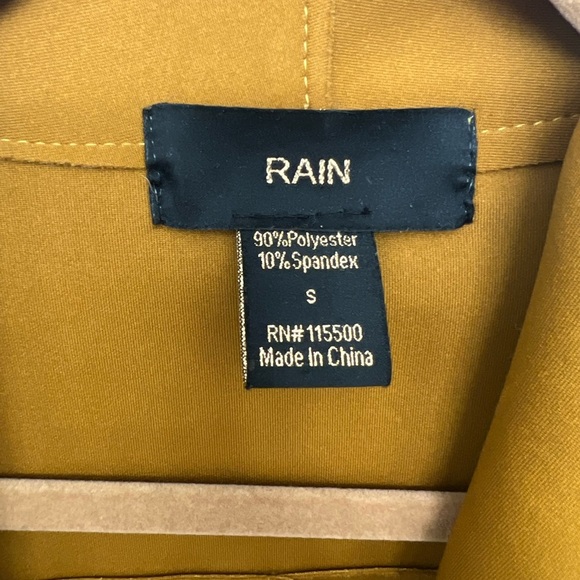 RAIN
90%Polyester
10%Spandex
S
RN#115500
Made In China